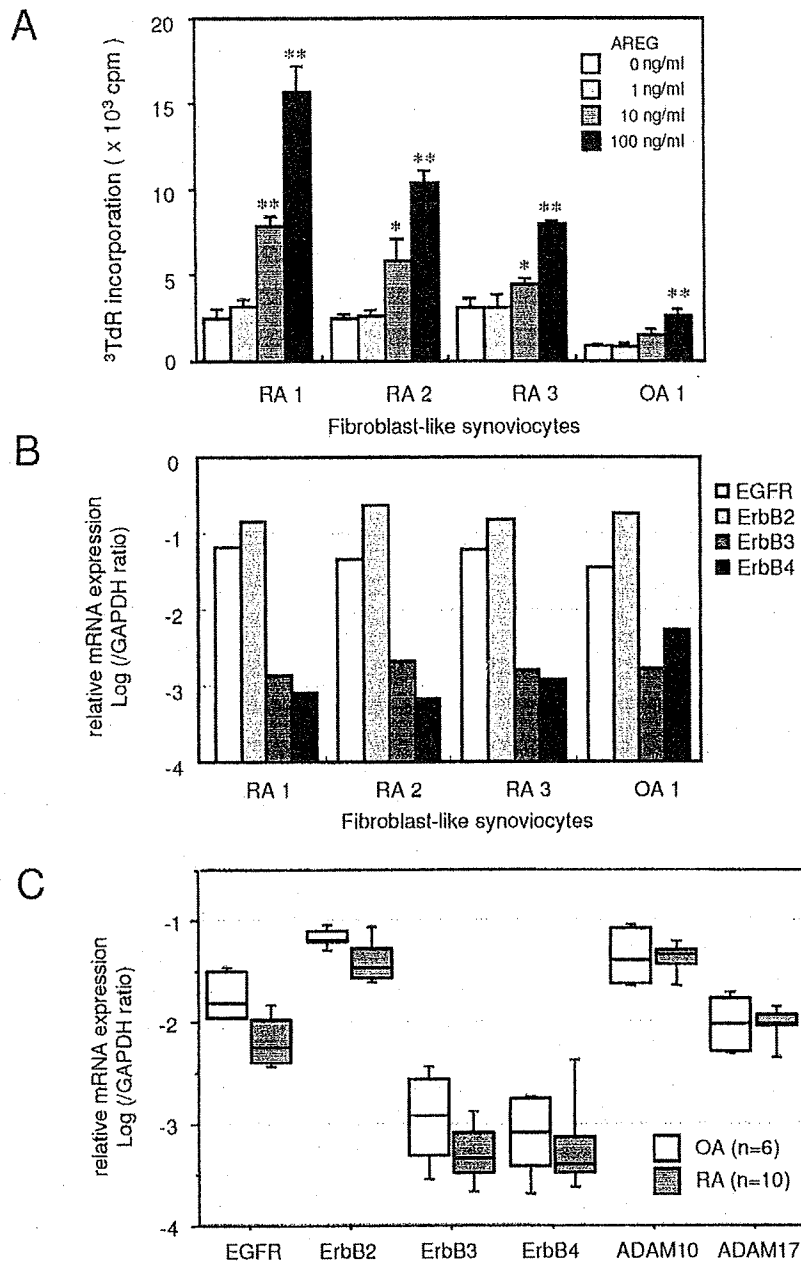 A
20
15
10
5
0
³TdR incorporation ( x 10³ cpm)
AREG
0 ng/ml
1 ng/ml
10 ng/ml
100 ng/ml
** **
* **
* **
**
RA 1 RA 2 RA 3 OA 1
Fibroblast-like synoviocytes
B
0
-1
-2
-3
-4
relative mRNA expression
Log (/GAPDH ratio)
EGFR
ErbB2
ErbB3
ErbB4
RA 1 RA 2 RA 3 OA 1
Fibroblast-like synoviocytes
C
-1
-2
-3
-4
relative mRNA expression
Log (/GAPDH ratio)
OA (n=6)
RA (n=10)
EGFR ErbB2 ErbB3 ErbB4 ADAM10 ADAM17